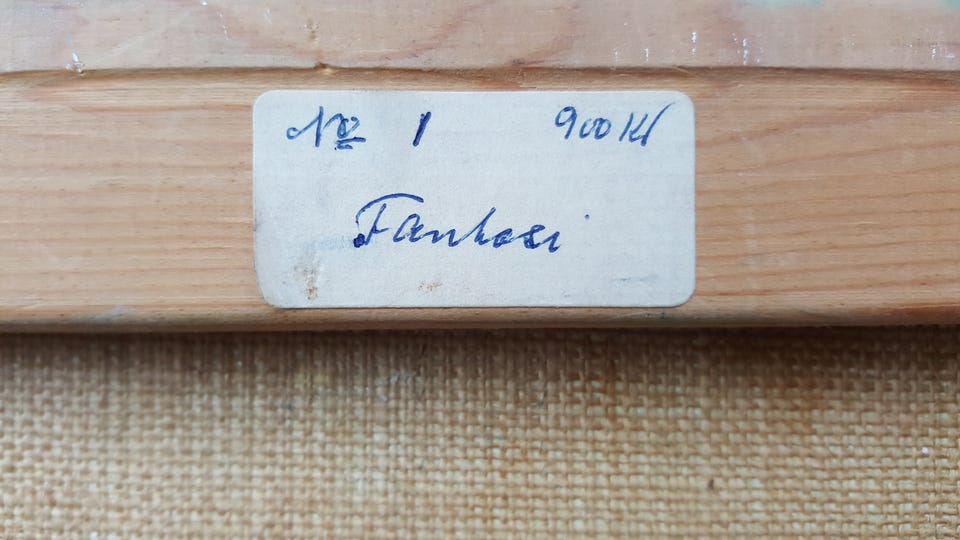 No 1 900 Kr
Fantasi